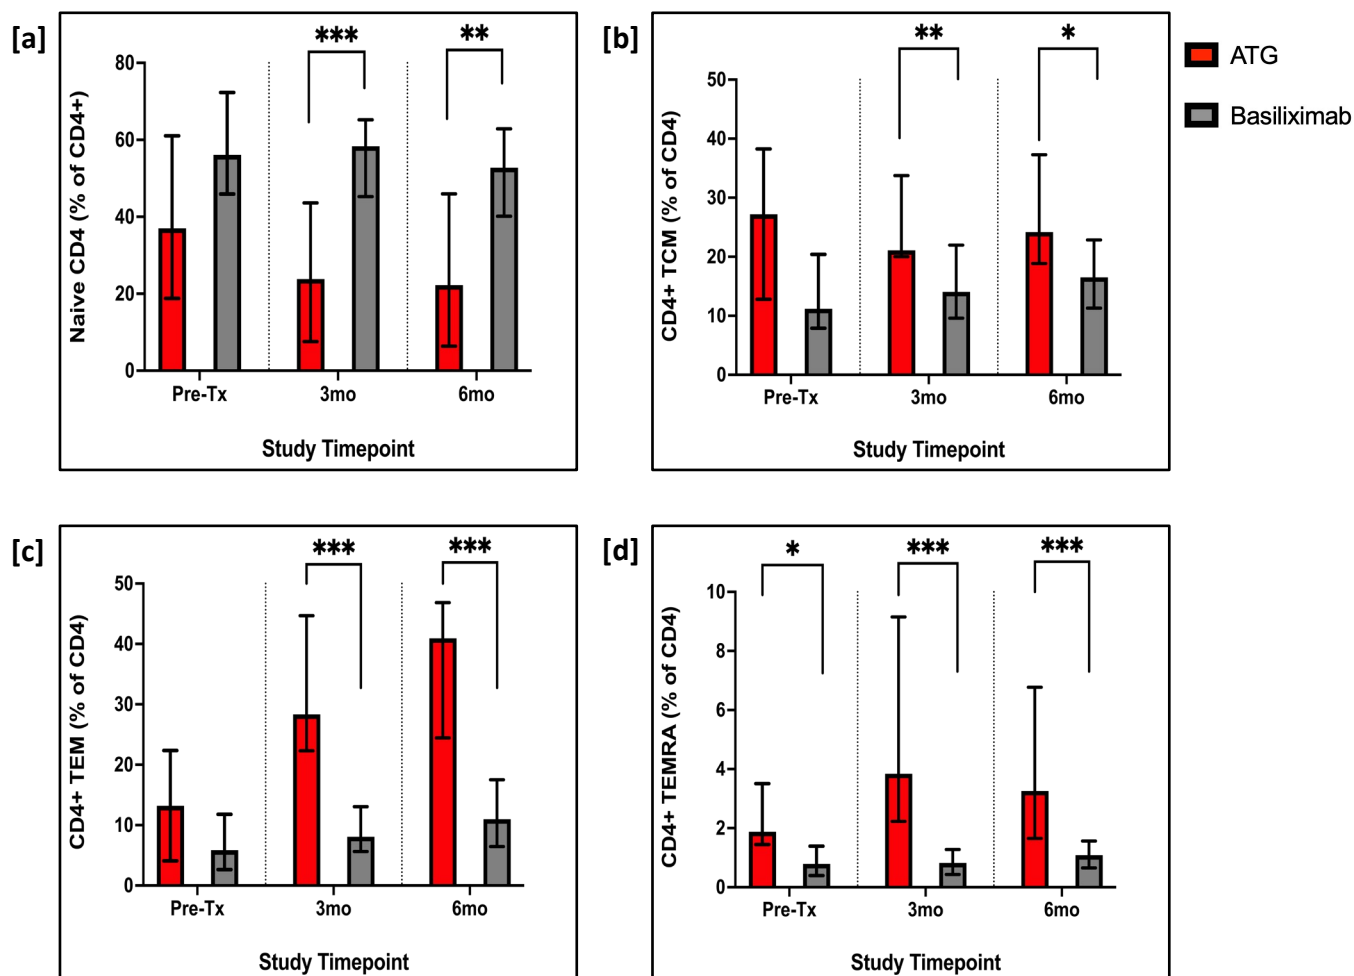 [a]
***
**
80
60
40
20
0
Naive CD4 (% of CD4+)
Pre-Tx 3mo 6mo
Study Timepoint
[b]
**
*
50
40
30
20
10
0
CD4+ TCM (% of CD4)
Pre-Tx 3mo 6mo
Study Timepoint
ATG
Basiliximab
[c]
***
***
50
40
30
20
10
0
CD4+ TEM (% of CD4)
Pre-Tx 3mo 6mo
Study Timepoint
[d]
*
***
***
10
8
6
4
2
0
CD4+ TEMRA (% of CD4)
Pre-Tx 3mo 6mo
Study Timepoint